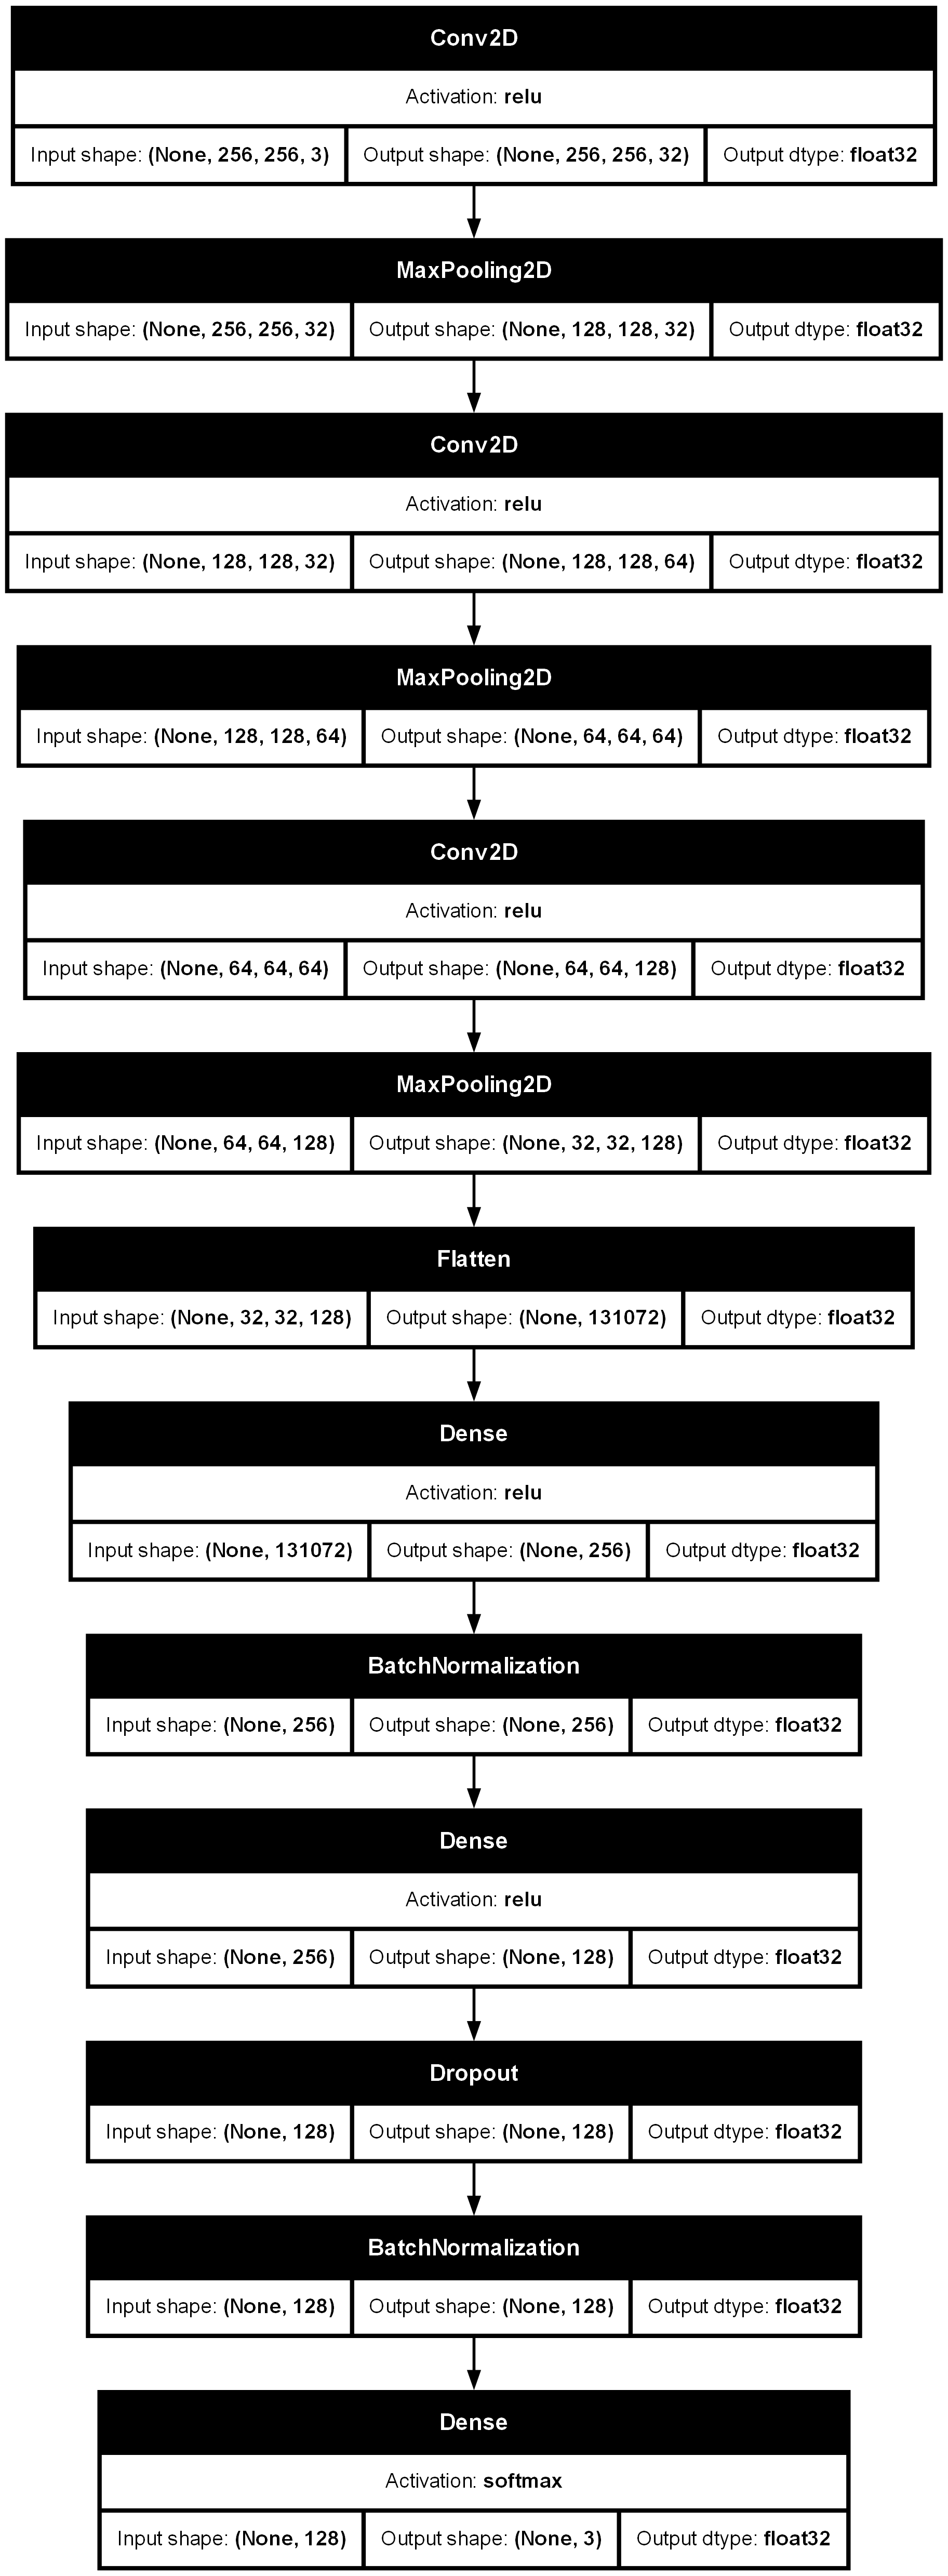 Conv2D
Activation: relu
Input shape: (None, 256, 256, 3) Output shape: (None, 256, 256, 32) Output dtype: float32
MaxPooling2D
Input shape: (None, 256, 256, 32) Output shape: (None, 128, 128, 32) Output dtype: float32
Conv2D
Activation: relu
Input shape: (None, 128, 128, 32) Output shape: (None, 128, 128, 64) Output dtype: float32
MaxPooling2D
Input shape: (None, 128, 128, 64) Output shape: (None, 64, 64, 64) Output dtype: float32
Conv2D
Activation: relu
Input shape: (None, 64, 64, 64) Output shape: (None, 64, 64, 128) Output dtype: float32
MaxPooling2D
Input shape: (None, 64, 64, 128) Output shape: (None, 32, 32, 128) Output dtype: float32
Flatten
Input shape: (None, 32, 32, 128) Output shape: (None, 131072) Output dtype: float32
Dense
Activation: relu
Input shape: (None, 131072) Output shape: (None, 256) Output dtype: float32
BatchNormalization
Input shape: (None, 256) Output shape: (None, 256) Output dtype: float32
Dense
Activation: relu
Input shape: (None, 256) Output shape: (None, 128) Output dtype: float32
Dropout
Input shape: (None, 128) Output shape: (None, 128) Output dtype: float32
BatchNormalization
Input shape: (None, 128) Output shape: (None, 128) Output dtype: float32
Dense
Activation: softmax
Input shape: (None, 128) Output shape: (None, 3) Output dtype: float32